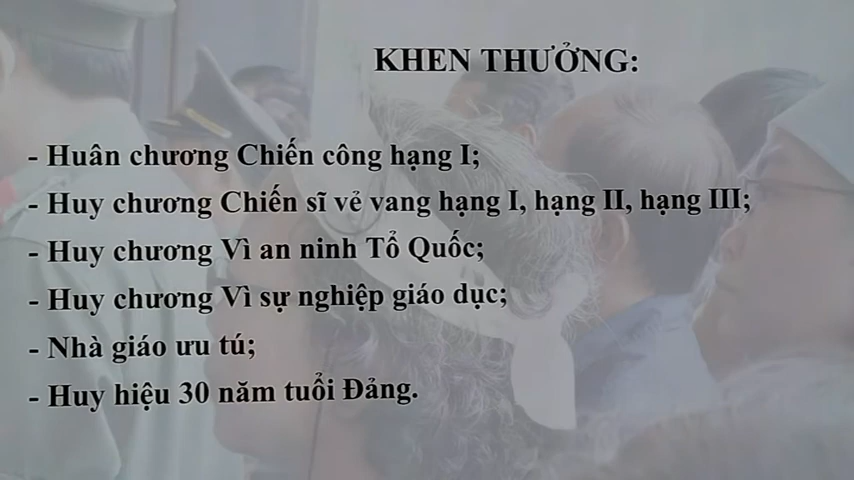 KHEN THƯỞNG:
- Huân chương Chiến công hạng I;
- Huy chương Chiến sĩ vẻ vang hạng I, hạng II, hạng III;
- Huy chương Vì an ninh Tổ Quốc;
- Huy chương Vì sự nghiệp giáo dục;
- Nhà giáo ưu tú;
- Huy hiệu 30 năm tuổi Đảng.